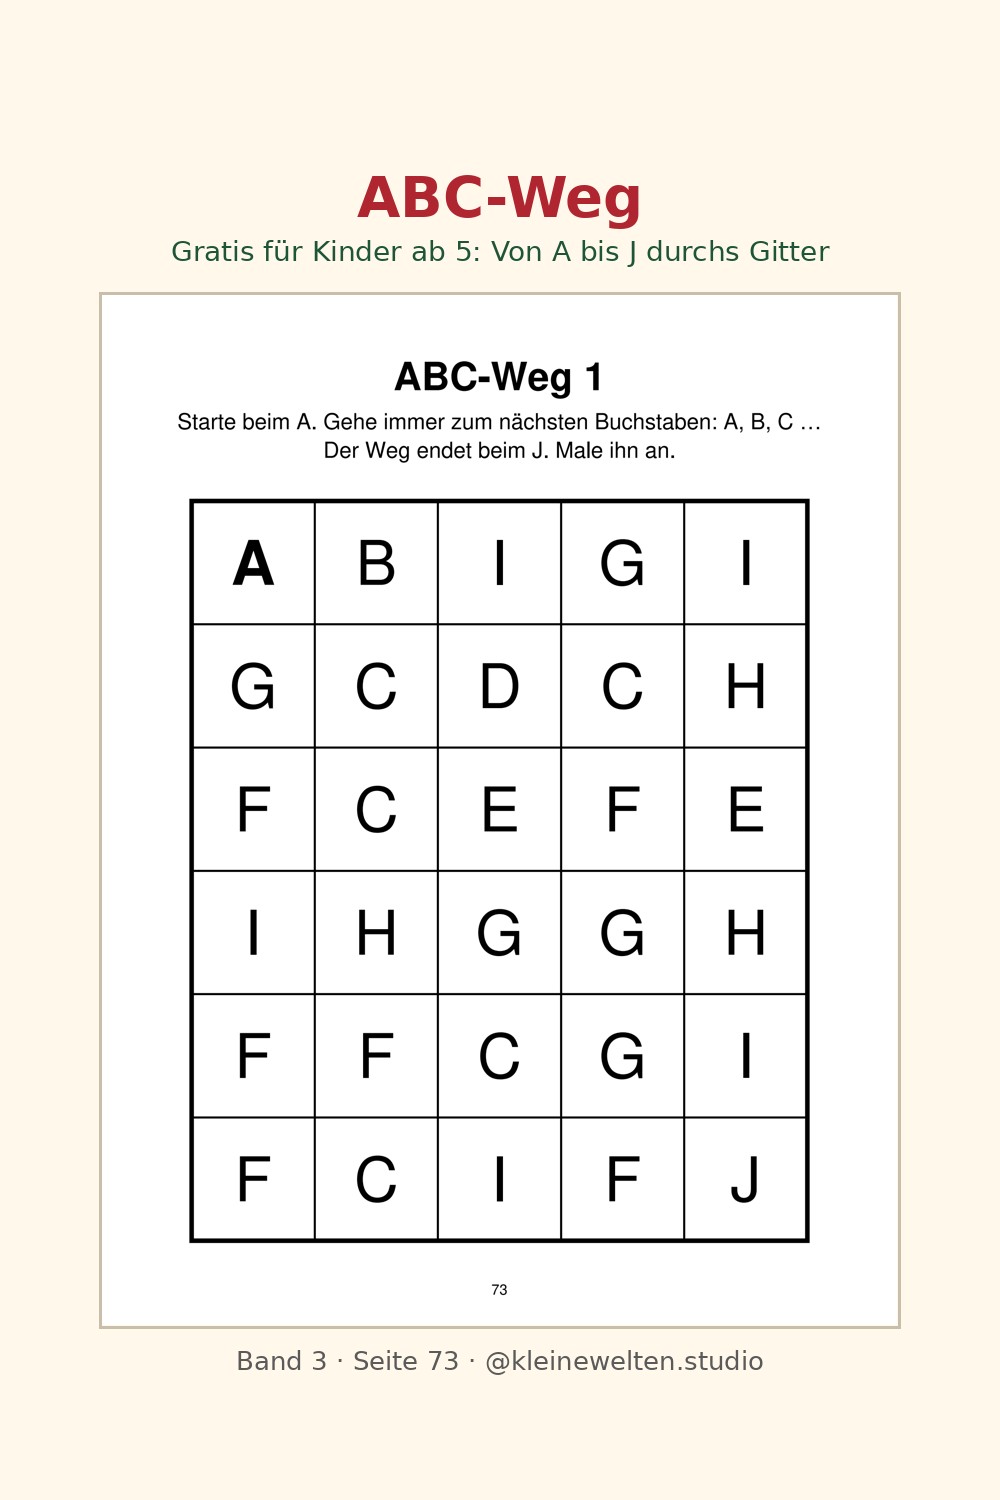 ABC-Weg
Gratis für Kinder ab 5: Von A bis J durchs Gitter
ABC-Weg 1
Starte beim A. Gehe immer zum nächsten Buchstaben: A, B, C …
Der Weg endet beim J. Male ihn an.
A B I G I
G C D C H
F C E F E
I H G G H
F F C G I
F C I F J
73
Band 3 · Seite 73 · @kleinewelten.studio